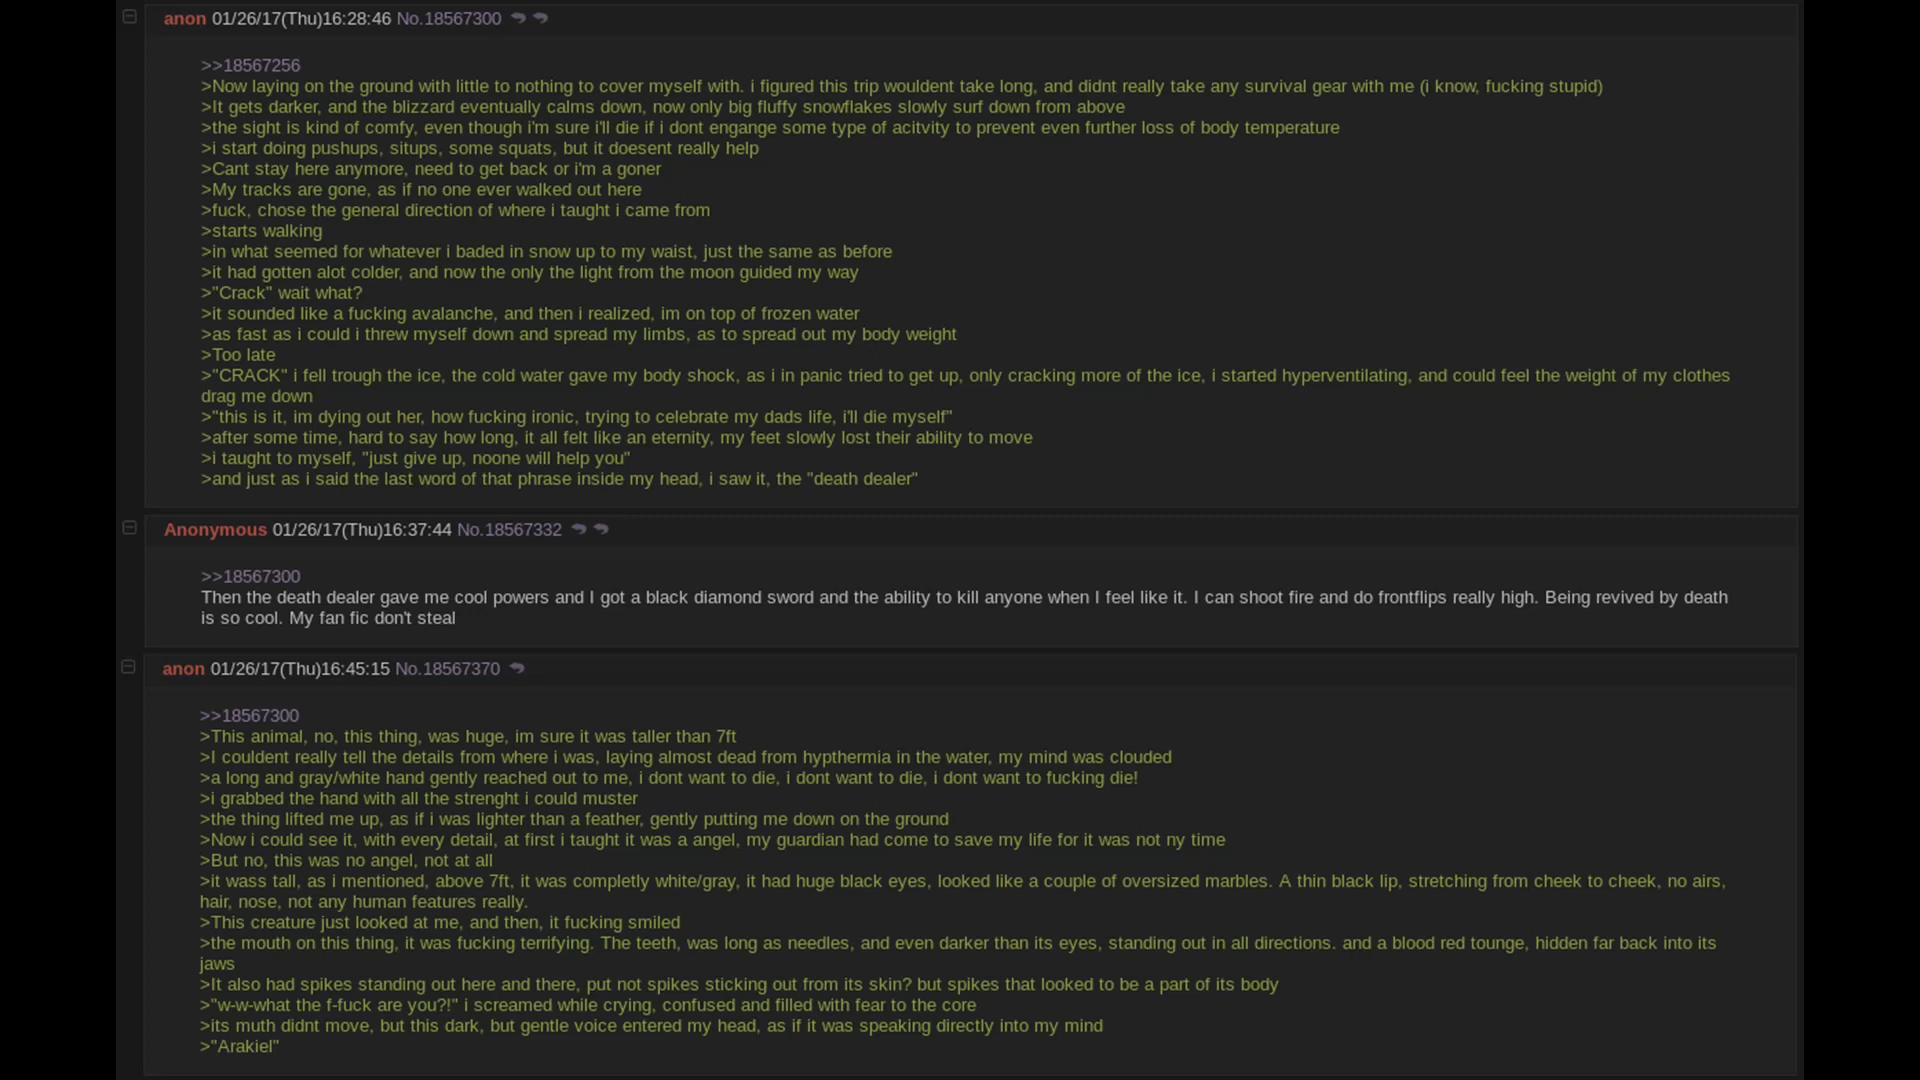 anon 01/26/17(Thu)16:28:46 No.18567300
>>18567256
>Now laying on the ground with little to nothing to cover myself with. i figured this trip wouldent take long, and didnt really take any survival gear with me (i know, fucking stupid)
>It gets darker, and the blizzard eventually calms down, now only big fluffy snowflakes slowly surf down from above
>the sight is kind of comfy, even though i'm sure i'll die if i dont engange some type of acitvity to prevent even further loss of body temperature
>i start doing pushups, situps, some squats, but it doesent really help
>Cant stay here anymore, need to get back or i'm a goner
>My tracks are gone, as if no one ever walked out here
>fuck, chose the general direction of where i taught i came from
>starts walking
>in what seemed for whatever i baded in snow up to my waist, just the same as before
>it had gotten alot colder, and now the only the light from the moon guided my way
>"Crack" wait what?
>it sounded like a fucking avalanche, and then i realized, im on top of frozen water
>as fast as i could i threw myself down and spread my limbs, as to spread out my body weight
>Too late
>"CRACK" i fell trough the ice, the cold water gave my body shock, as i in panic tried to get up, only cracking more of the ice, i started hyperventilating, and could feel the weight of my clothes
drag me down
>"this is it, im dying out her, how fucking ironic, trying to celebrate my dads life, i'll die myself"
>after some time, hard to say how long, it all felt like an eternity, my feet slowly lost their ability to move
>i taught to myself, "just give up, noone will help you"
>and just as i said the last word of that phrase inside my head, i saw it, the "death dealer"
Anonymous 01/26/17(Thu)16:37:44 No.18567332
>>18567300
Then the death dealer gave me cool powers and I got a black diamond sword and the ability to kill anyone when I feel like it. I can shoot fire and do frontflips really high. Being revived by death
is so cool. My fan fic don't steal
anon 01/26/17(Thu)16:45:15 No.18567370
>>18567300
>This animal, no, this thing, was huge, im sure it was taller than 7ft
>I couldent really tell the details from where i was, laying almost dead from hypthermia in the water, my mind was clouded
>a long and gray/white hand gently reached out to me, i dont want to die, i dont want to die, i dont want to fucking die!
>i grabbed the hand with all the strenght i could muster
>the thing lifted me up, as if i was lighter than a feather, gently putting me down on the ground
>Now i could see it, with every detail, at first i taught it was a angel, my guardian had come to save my life for it was not ny time
>But no, this was no angel, not at all
>it wass tall, as i mentioned, above 7ft, it was completly white/gray, it had huge black eyes, looked like a couple of oversized marbles. A thin black lip, stretching from cheek to cheek, no airs,
hair, nose, not any human features really.
>This creature just looked at me, and then, it fucking smiled
>the mouth on this thing, it was fucking terrifying. The teeth, was long as needles, and even darker than its eyes, standing out in all directions. and a blood red tounge, hidden far back into its
jaws
>It also had spikes standing out here and there, put not spikes sticking out from its skin? but spikes that looked to be a part of its body
>"w-w-what the f-fuck are you?!" i screamed while crying, confused and filled with fear to the core
>its muth didnt move, but this dark, but gentle voice entered my head, as if it was speaking directly into my mind
>"Arakiel"